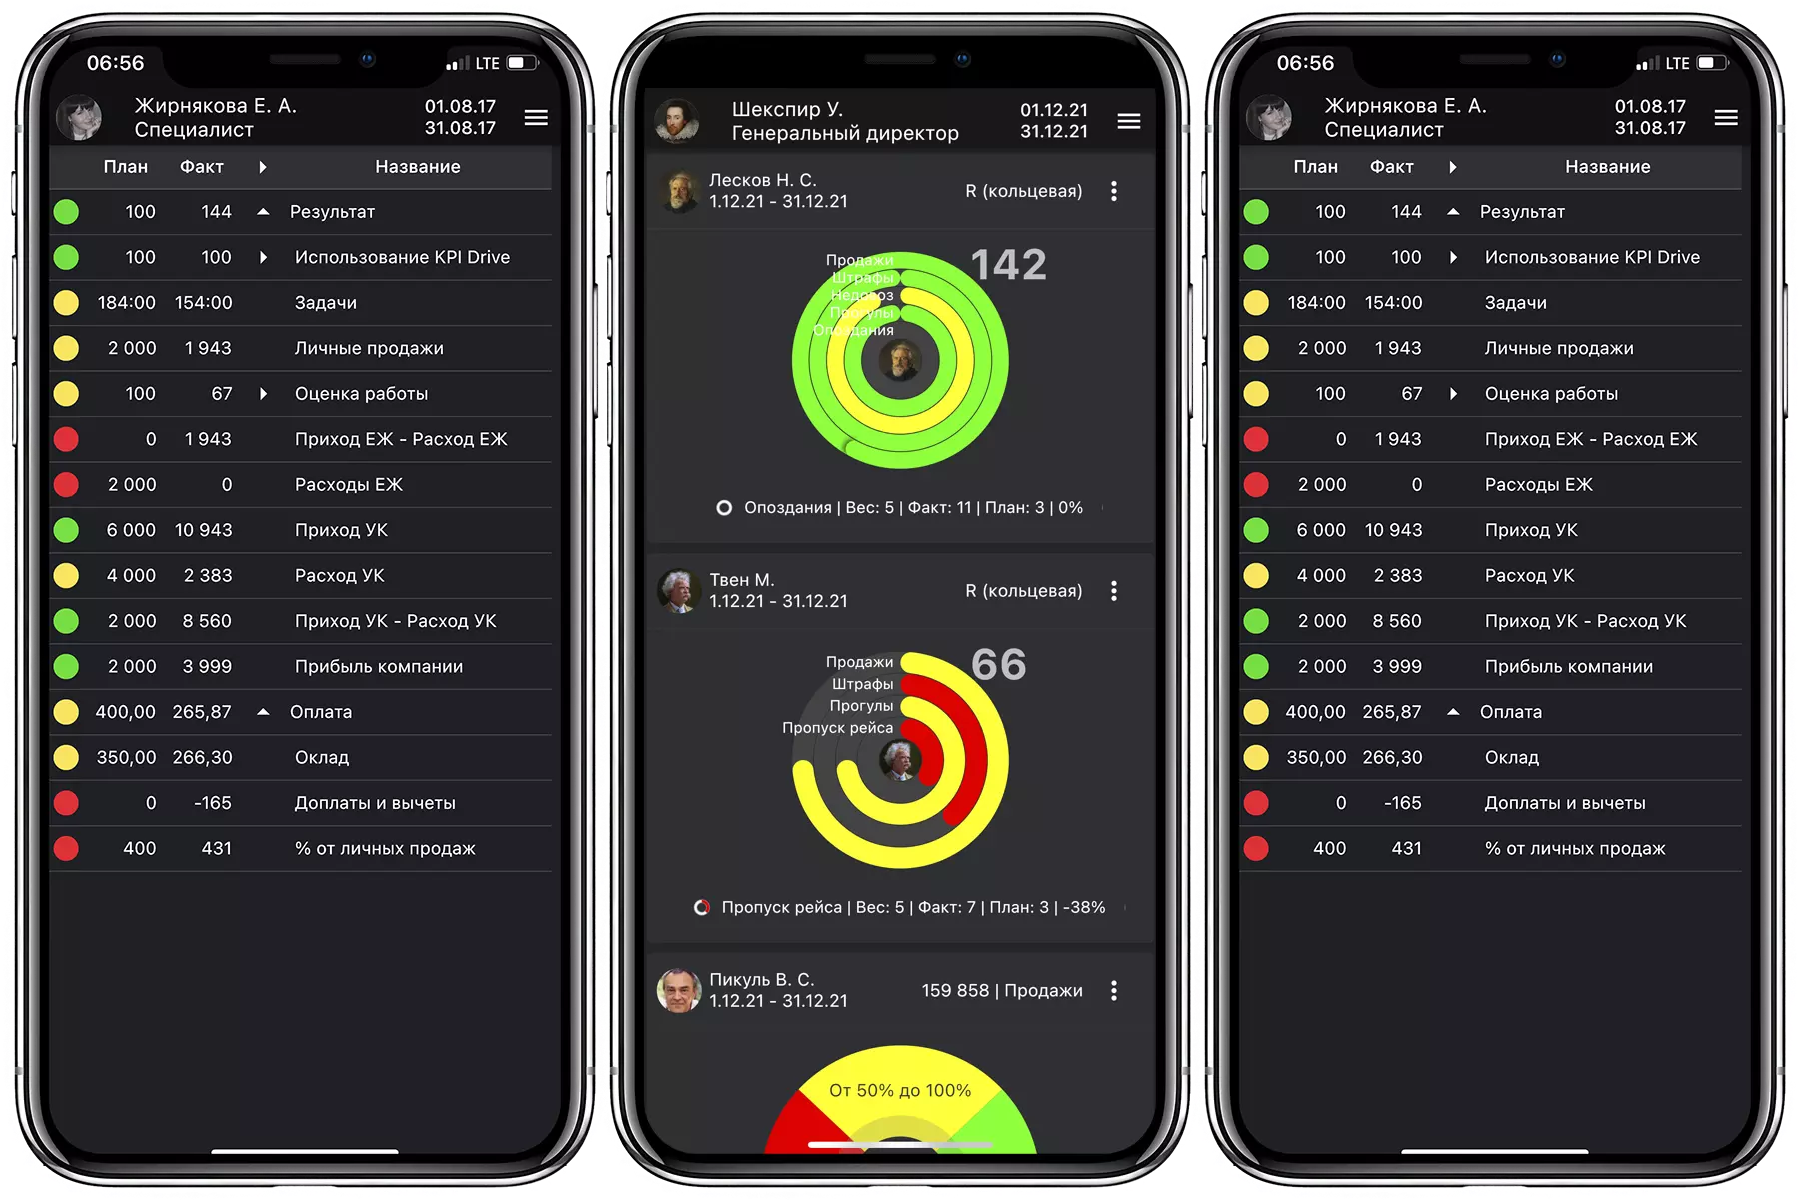 06:56 LTE
Жирнякова Е. А. 01.08.17
Специалист 31.08.17
План Факт Название
100 144 Результат
100 100 Использование KPI Drive
184:00 154:00 Задачи
2 000 1 943 Личные продажи
100 67 Оценка работы
0 1 943 Приход ЕЖ - Расход ЕЖ
2 000 0 Расходы ЕЖ
6 000 10 943 Приход УК
4 000 2 383 Расход УК
2 000 8 560 Приход УК - Расход УК
2 000 3 999 Прибыль компании
400,00 265,87 Оплата
350,00 266,30 Оклад
0 -165 Доплаты и вычеты
400 431 % от личных продаж
Шекспир У. 01.12.21
Генеральный директор 31.12.21
Лесков Н. С. R (кольцевая)
1.12.21 - 31.12.21
142
Продажи
Штрафы
Недовоз
Прогулы
Опоздания
Опоздания | Вес: 5 | Факт: 11 | План: 3 | 0%
Твен М. R (кольцевая)
1.12.21 - 31.12.21
66
Продажи
Штрафы
Прогулы
Пропуск рейса
Пропуск рейса | Вес: 5 | Факт: 7 | План: 3 | -38%
Пикуль В. С. 159 858 | Продажи
1.12.21 - 31.12.21
От 50% до 100%
06:56 LTE
Жирнякова Е. А. 01.08.17
Специалист 31.08.17
План Факт Название
100 144 Результат
100 100 Использование KPI Drive
184:00 154:00 Задачи
2 000 1 943 Личные продажи
100 67 Оценка работы
0 1 943 Приход ЕЖ - Расход ЕЖ
2 000 0 Расходы ЕЖ
6 000 10 943 Приход УК
4 000 2 383 Расход УК
2 000 8 560 Приход УК - Расход УК
2 000 3 999 Прибыль компании
400,00 265,87 Оплата
350,00 266,30 Оклад
0 -165 Доплаты и вычеты
400 431 % от личных продаж